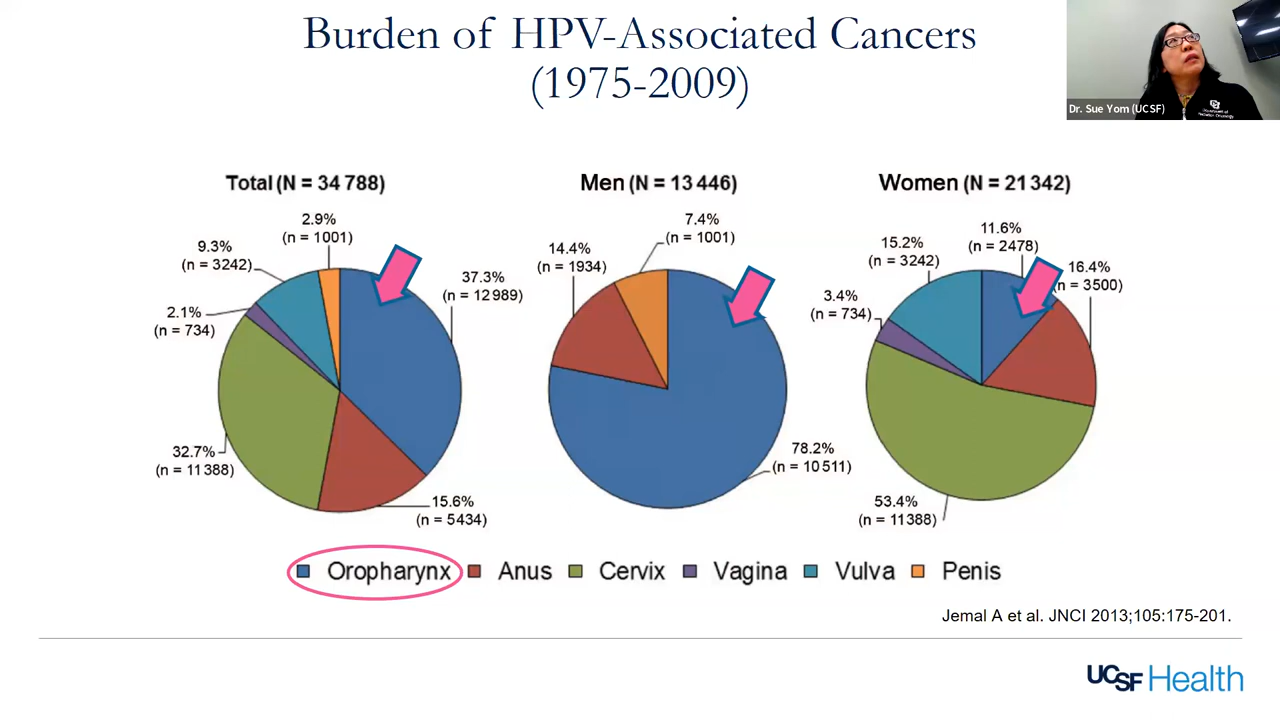 Burden of HPV-Associated Cancers
(1975-2009)
Dr. Sue Yom (UCSF)
Total (N = 34 788)
2.9%
(n = 1001)
9.3%
(n = 3242)
37.3%
(n = 12 989)
2.1%
(n = 734)
32.7%
(n = 11 388)
15.6%
(n = 5434)
Men (N = 13 446)
7.4%
(n = 1001)
14.4%
(n = 1934)
78.2%
(n = 10 511)
Women (N = 21 342)
11.6%
(n = 2478)
15.2%
(n = 3242)
16.4%
(n = 3500)
3.4%
(n = 734)
53.4%
(n = 11388)
Oropharynx Anus Cervix Vagina Vulva Penis
Jemal A et al. JNCI 2013;105:175-201.
UCSF Health